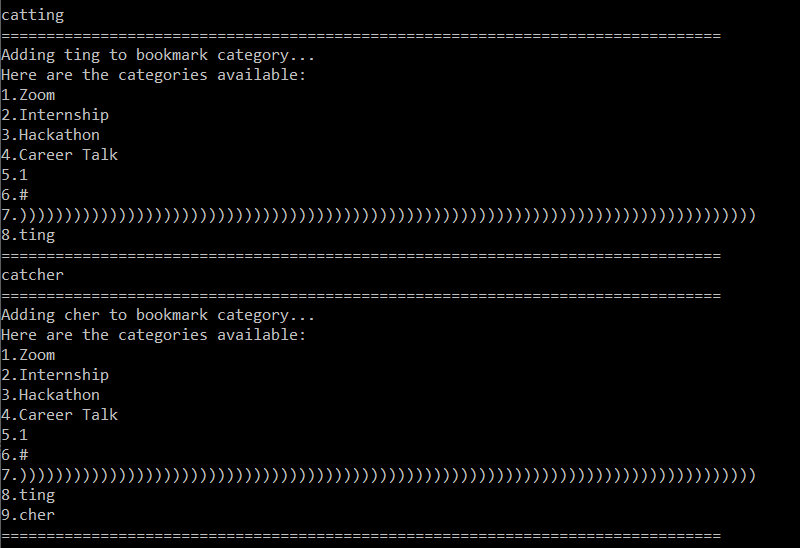 catting
================================================================================
Adding ting to bookmark category...
Here are the categories available:
1.Zoom
2.Internship
3.Hackathon
4.Career Talk
5.1
6.#
7.))))))))))))))))))))))))))))))))))))))))))))))))))))))))))))))))))))))))))))))))))
8.ting
================================================================================
catcher
================================================================================
Adding cher to bookmark category...
Here are the categories available:
1.Zoom
2.Internship
3.Hackathon
4.Career Talk
5.1
6.#
7.))))))))))))))))))))))))))))))))))))))))))))))))))))))))))))))))))))))))))))))))))
8.ting
9.cher
================================================================================